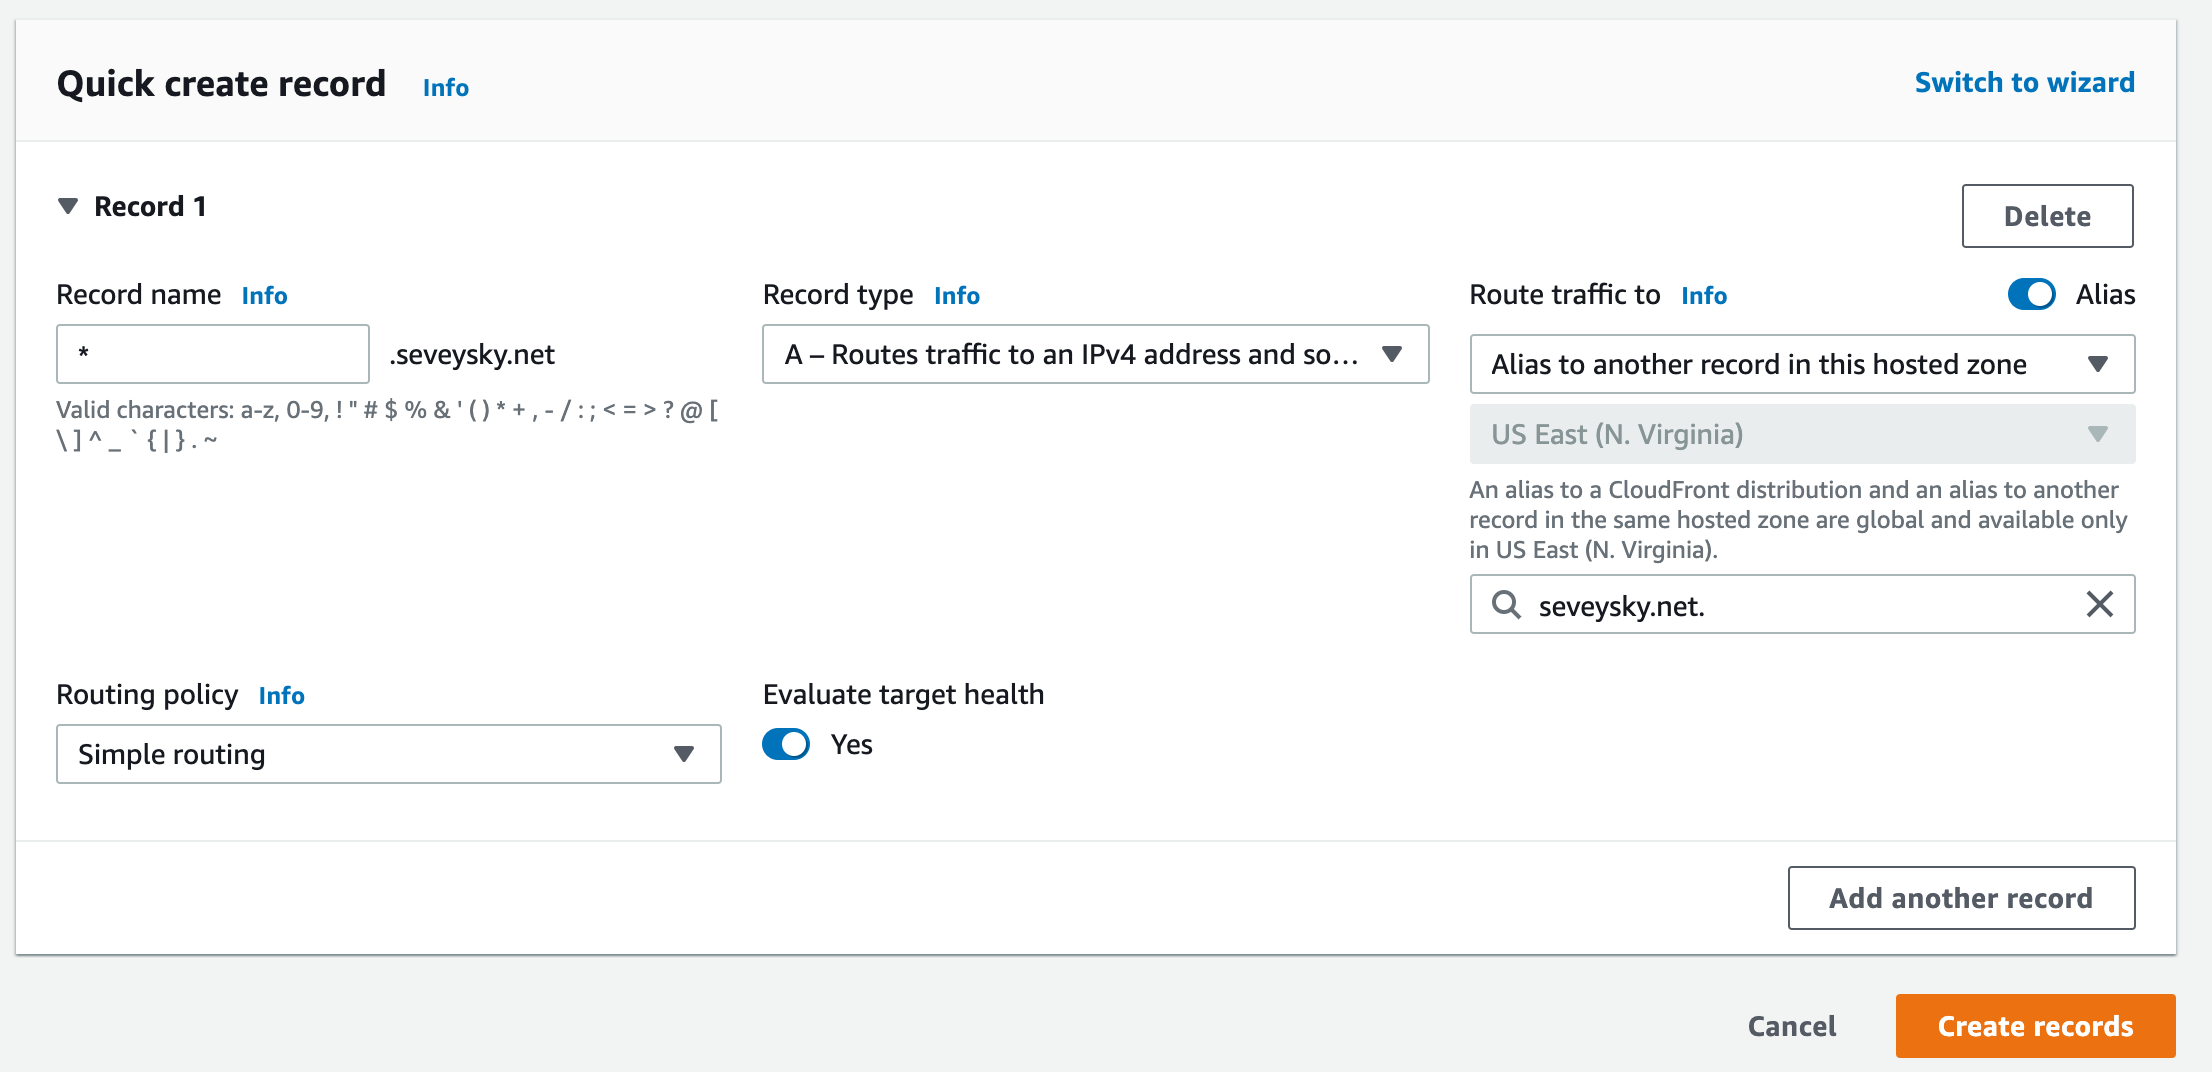 Quick create record Info Switch to wizard
Record 1
Delete
Record name Info
*
.seveysky.net
Valid characters: a-z, 0-9, ! " # $ % & ' ( ) * + , - / : ; < = > ? @ [
\ ] ^ _ ` { | } . ~
Record type Info
A – Routes traffic to an IPv4 address and so...
Route traffic to Info
Alias
Alias to another record in this hosted zone
US East (N. Virginia)
An alias to a CloudFront distribution and an alias to another
record in the same hosted zone are global and available only
in US East (N. Virginia).
seveysky.net.
Routing policy Info
Simple routing
Evaluate target health
Yes
Add another record
Cancel
Create records